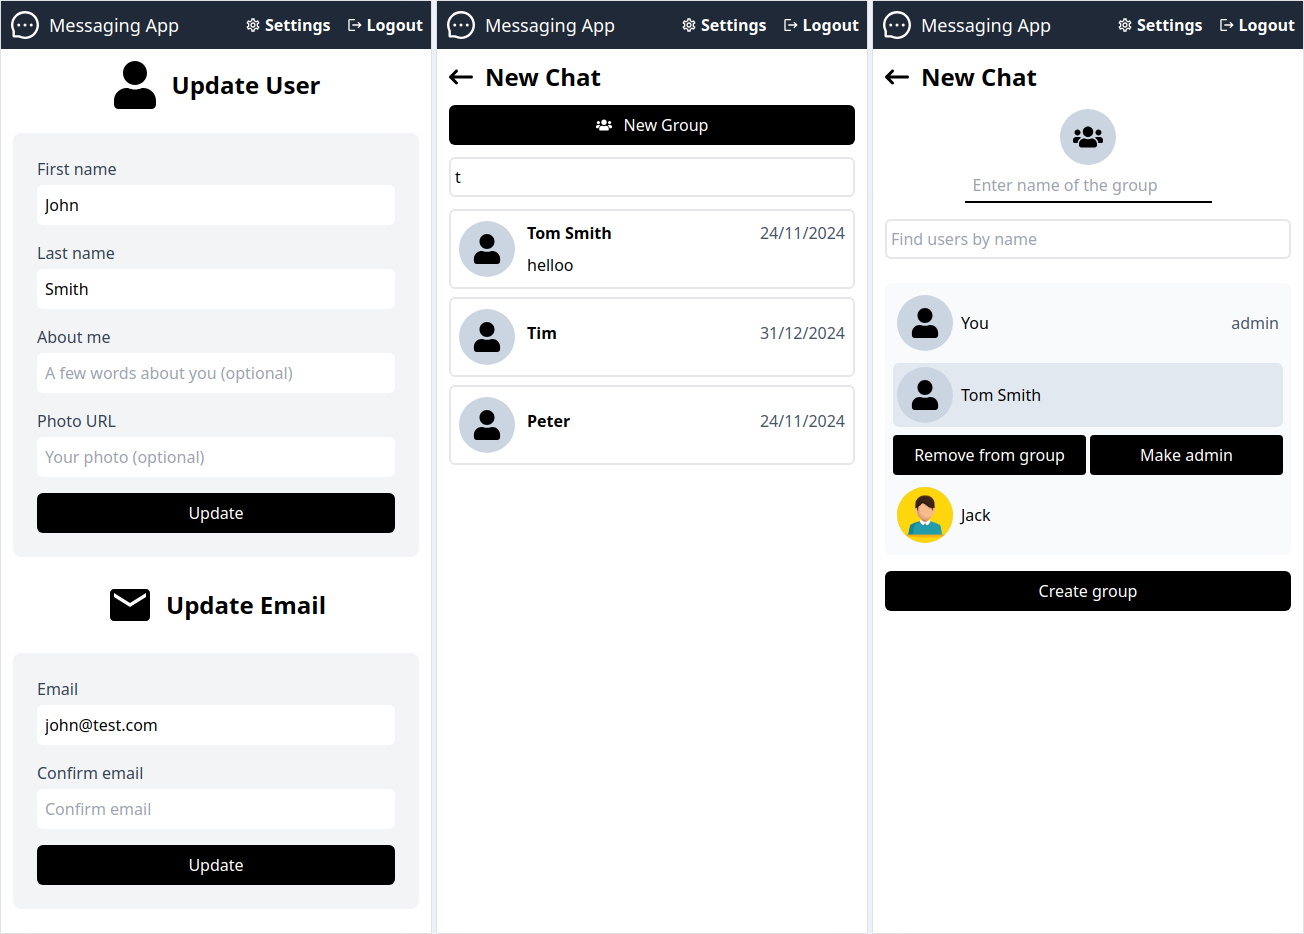 Messaging App Settings Logout
Update User
First name
John
Last name
Smith
About me
A few words about you (optional)
Photo URL
Your photo (optional)
Update
Update Email
Email
john@test.com
Confirm email
Confirm email
Update
Messaging App Settings Logout
New Chat
New Group
t
Tom Smith 24/11/2024
helloo
Tim 31/12/2024
Peter 24/11/2024
Messaging App Settings Logout
New Chat
Enter name of the group
Find users by name
You admin
Tom Smith
Remove from group Make admin
Jack
Create group